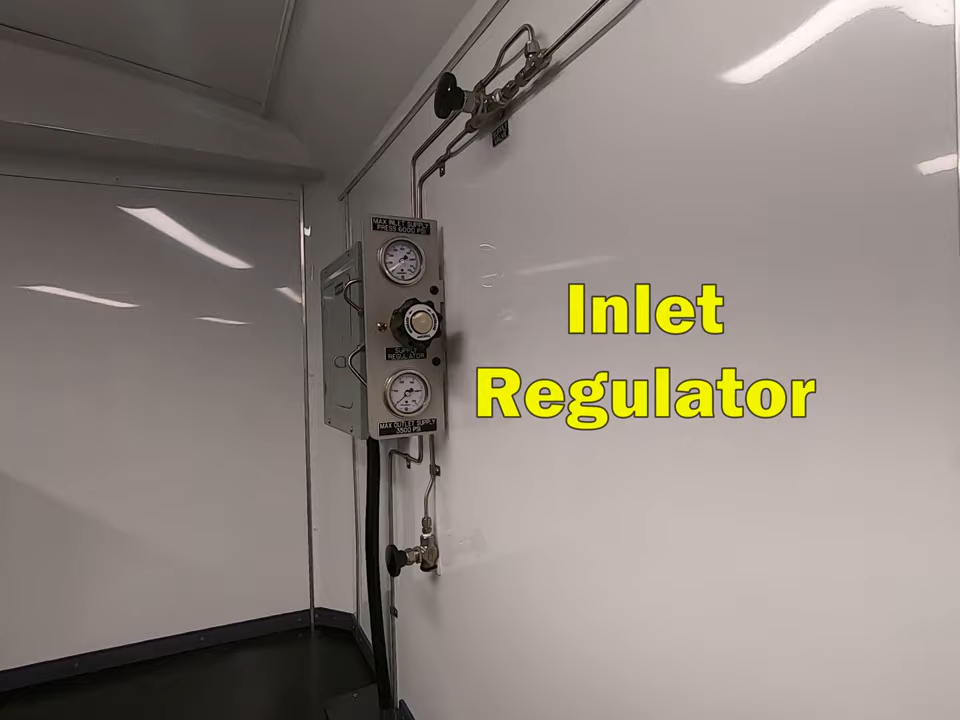 MAX INLET SUPPLY
PRESS 6000 PSI
SUPPLY
REGULATOR
MAX OUTLET SUPPLY
3500 PSI
Inlet
Regulator